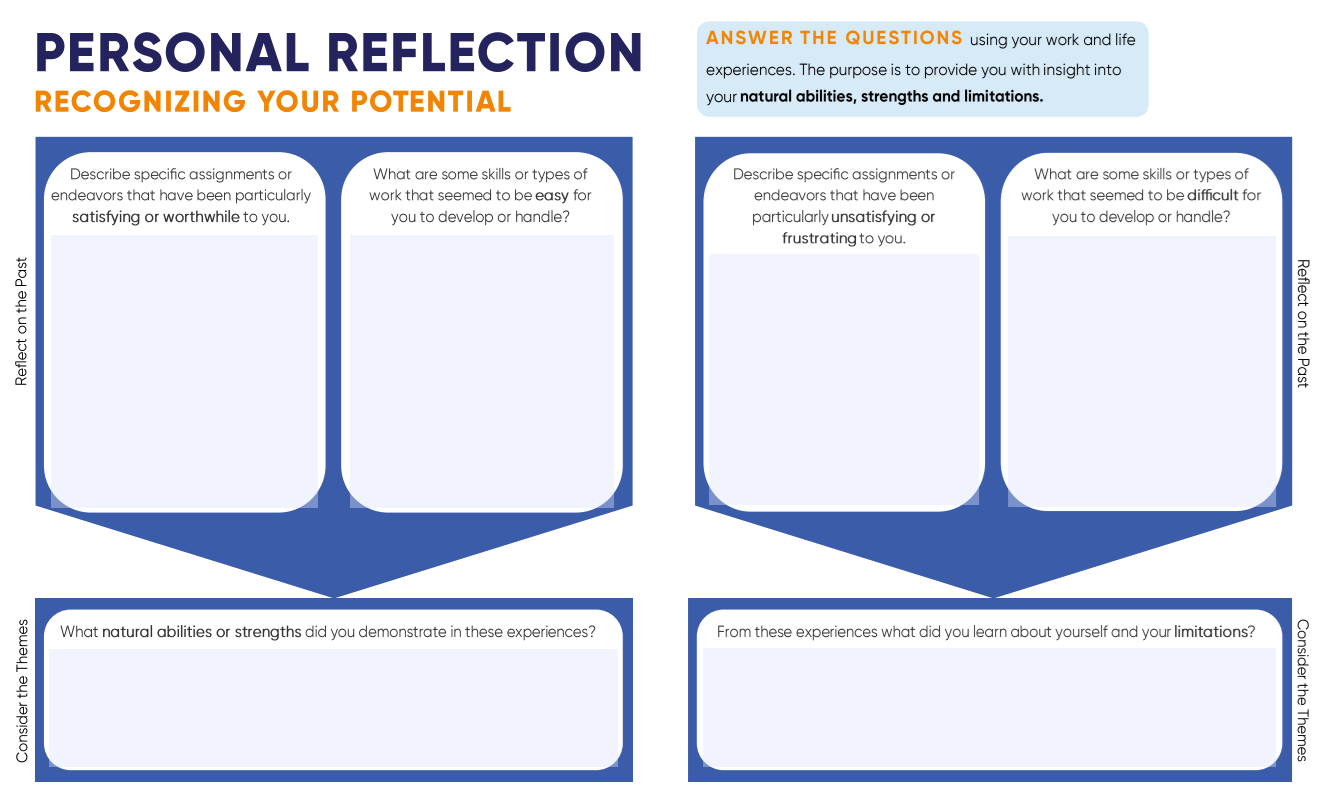 PERSONAL REFLECTION
RECOGNIZING YOUR POTENTIAL
ANSWER THE QUESTIONS using your work and life
experiences. The purpose is to provide you with insight into
your natural abilities, strengths and limitations.
Reflect on the Past
Describe specific assignments or
endeavors that have been particularly
satisfying or worthwhile to you.
What are some skills or types of
work that seemed to be easy for
you to develop or handle?
Describe specific assignments or
endeavors that have been
particularly unsatisfying or
frustrating to you.
What are some skills or types of
work that seemed to be difficult for
you to develop or handle?
Reflect on the Past
Consider the Themes
What natural abilities or strengths did you demonstrate in these experiences?
From these experiences what did you learn about yourself and your limitations?
Consider the Themes